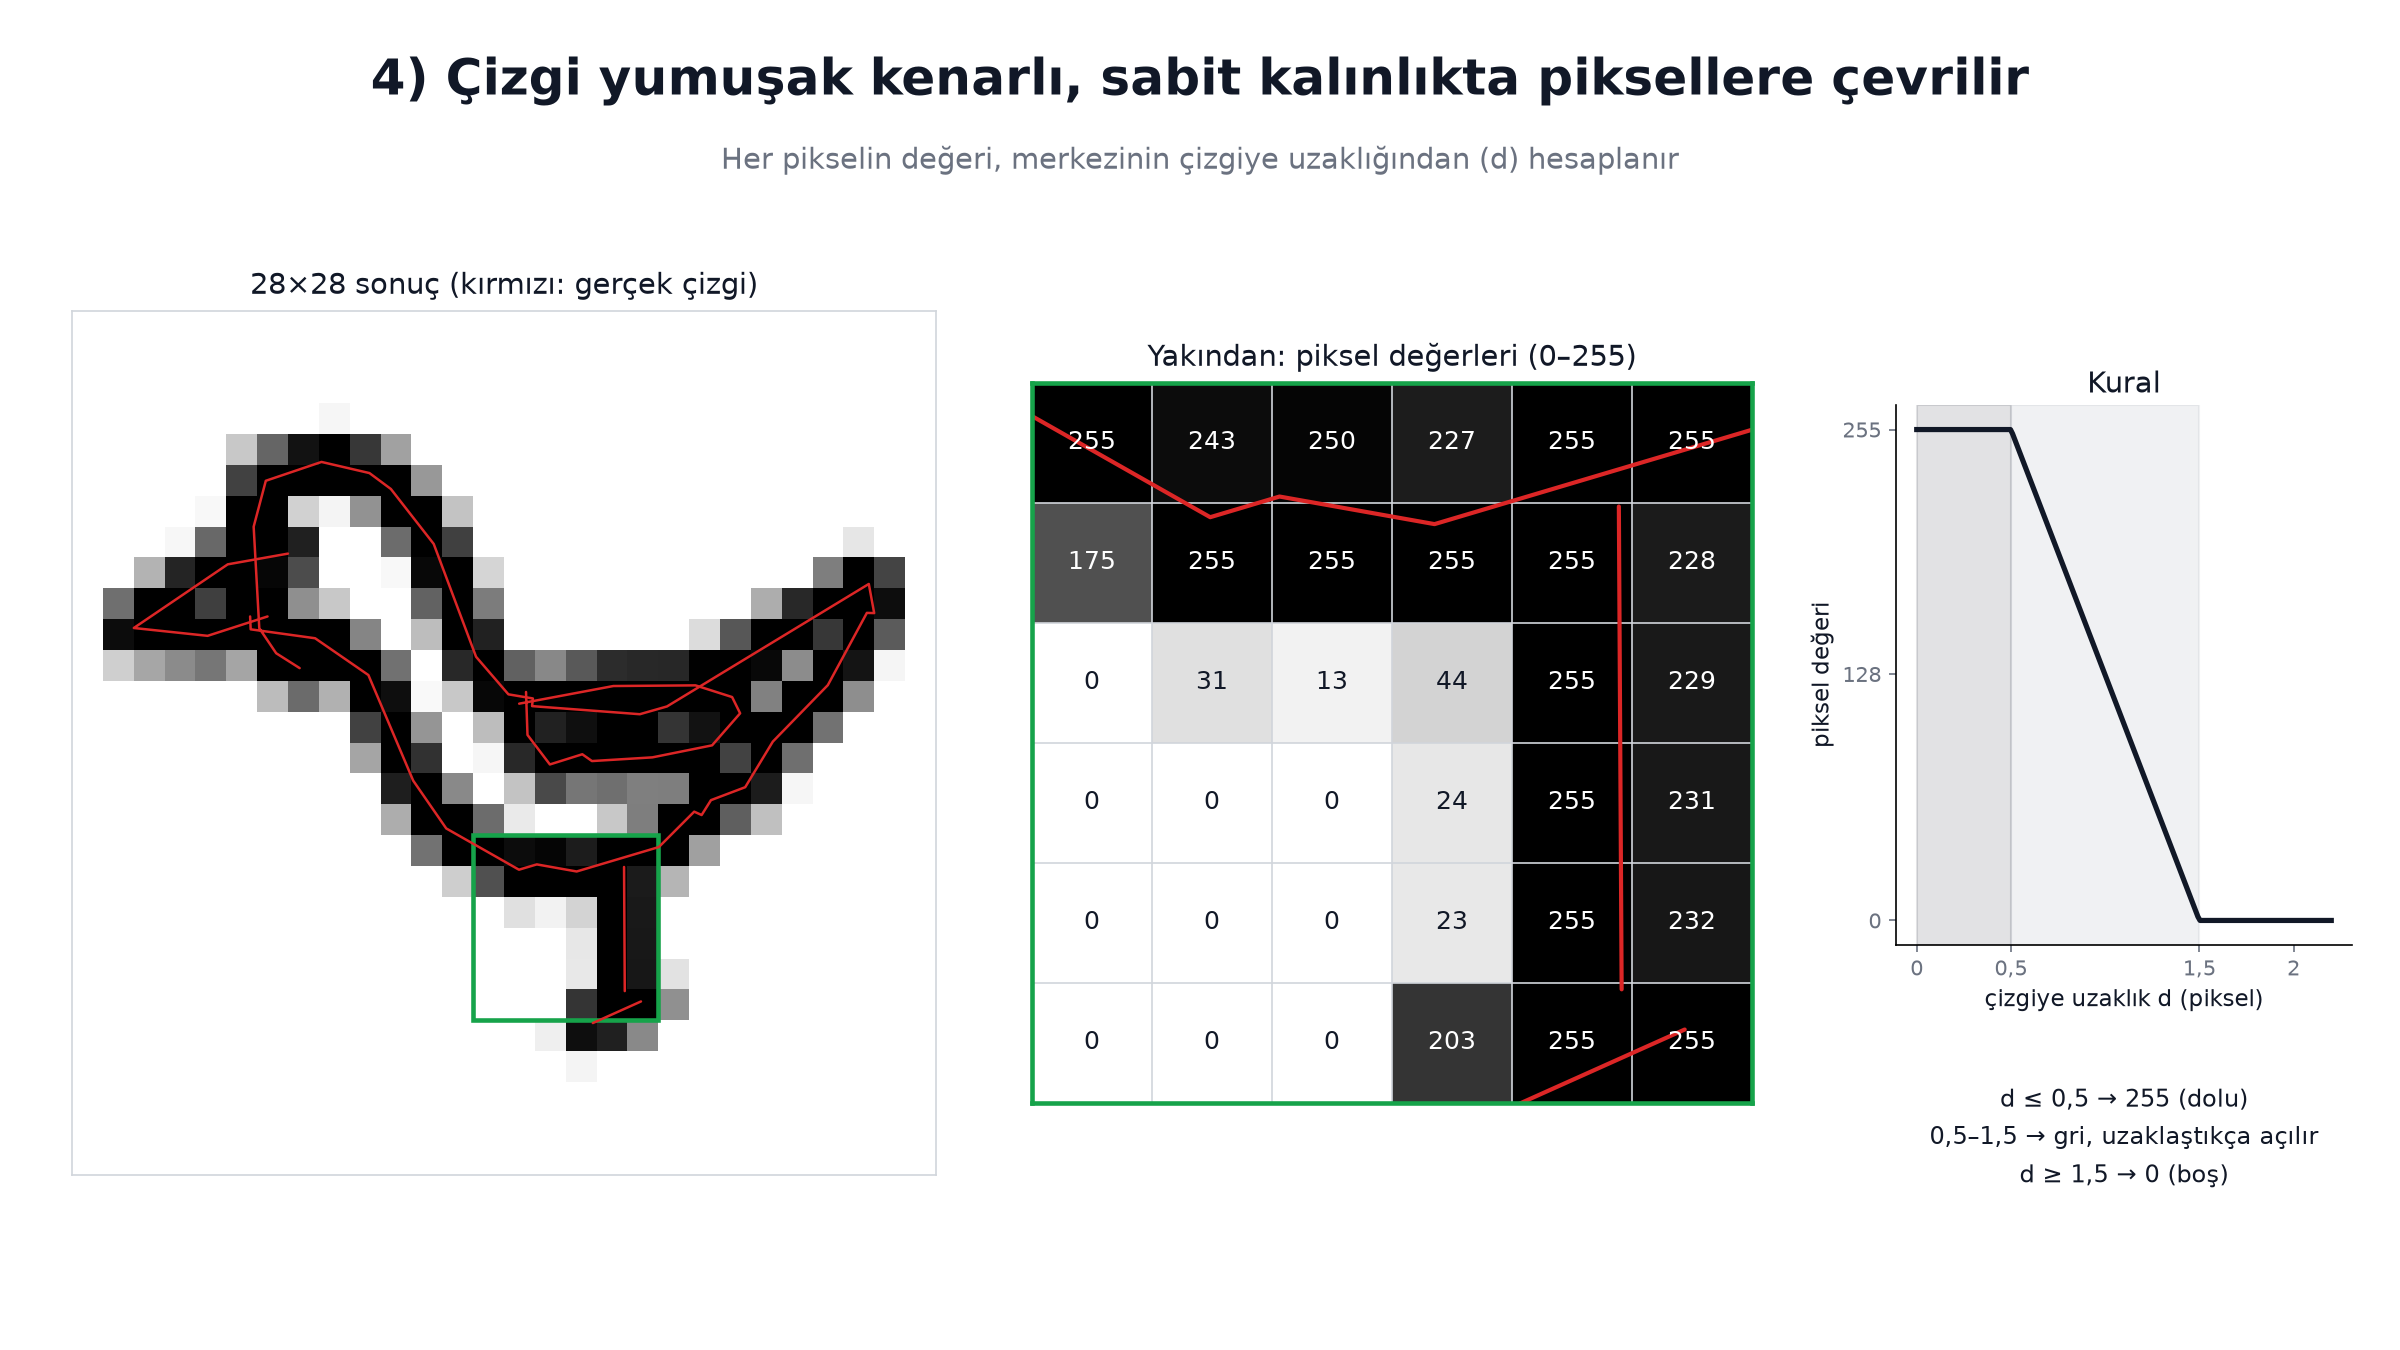 4) Çizgi yumuşak kenarlı, sabit kalınlıkta piksellere çevrilir
Her pikselin değeri, merkezinin çizgiye uzaklığından (d) hesaplanır
28×28 sonuç (kırmızı: gerçek çizgi)
Yakından: piksel değerleri (0–255)
255 243 250 227 255 255
175 255 255 255 255 228
0 31 13 44 255 229
0 0 0 24 255 231
0 0 0 23 255 232
0 0 0 203 255 255
Kural
255
128
0
piksel değeri
0 0,5 1,5 2
çizgiye uzaklık d (piksel)
d ≤ 0,5 → 255 (dolu)
0,5–1,5 → gri, uzaklaştıkça açılır
d ≥ 1,5 → 0 (boş)